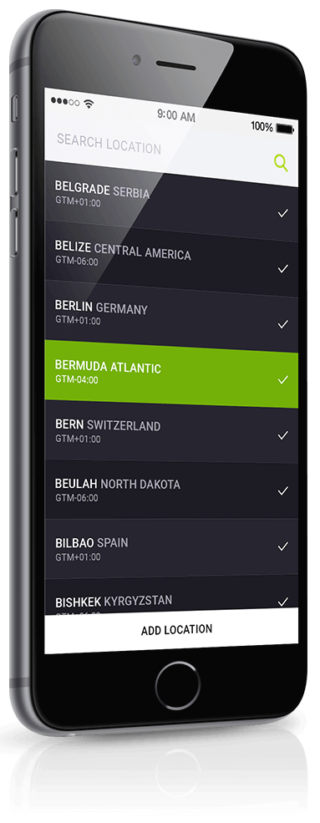 9:00 AM
100%
SEARCH LOCATION
BELGRADE SERBIA
GTM+01:00
BELIZE CENTRAL AMERICA
GTM-06:00
BERLIN GERMANY
GTM+01:00
BERMUDA ATLANTIC
GTM-04:00
BERN SWITZERLAND
GTM+01:00
BEULAH NORTH DAKOTA
GTM-06:00
BILBAO SPAIN
GTM+01:00
BISHKEK KYRGYZSTAN
ADD LOCATION